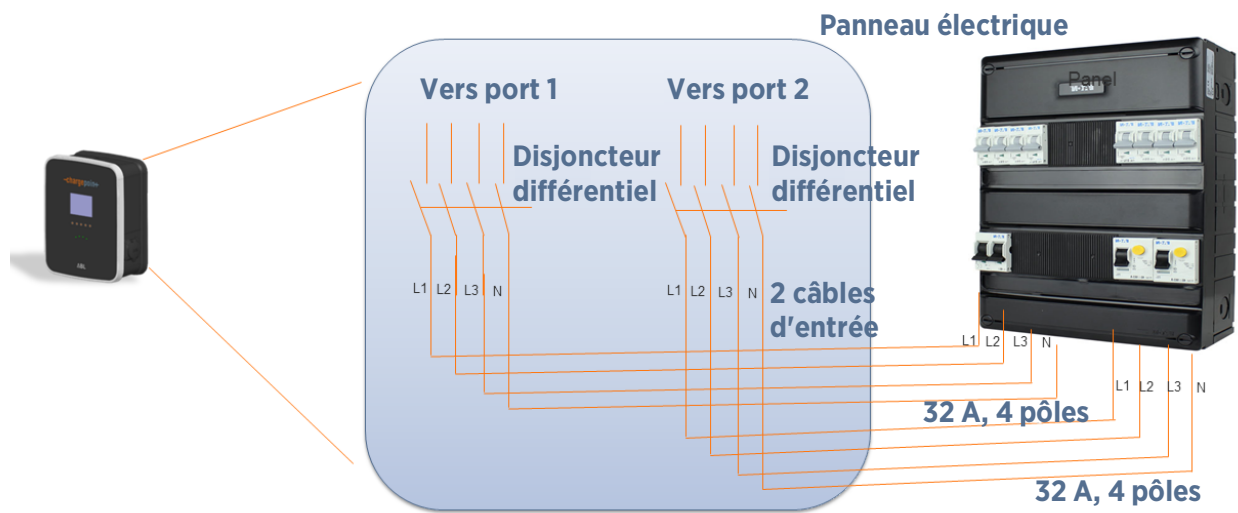 Panneau électrique
Panel
Vers port 1
Vers port 2
Disjoncteur
différentiel
Disjoncteur
différentiel
-chargepoin+
L1 L2 L3 N
L1 L2 L3 N
2 câbles
d'entrée
L1 L2 L3 N
L1 L2 L3 N
32 A, 4 pôles
32 A, 4 pôles